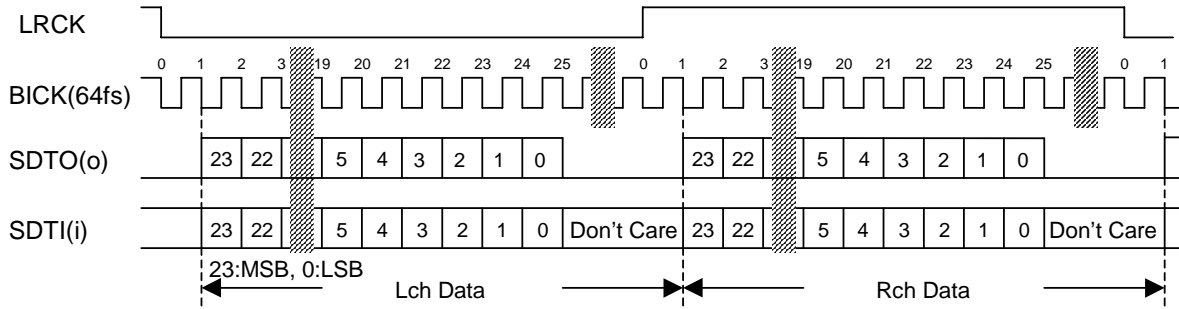 LRCK
0 1 2 3 19 20 21 22 23 24 25 0 1 2 3 19 20 21 22 23 24 25 0 1
BICK(64fs)
SDTO(o) 23 22 5 4 3 2 1 0 23 22 5 4 3 2 1 0
SDTI(i) 23 22 5 4 3 2 1 0 Don't Care 23 22 5 4 3 2 1 0 Don't Care
23:MSB, 0:LSB
Lch Data Rch Data